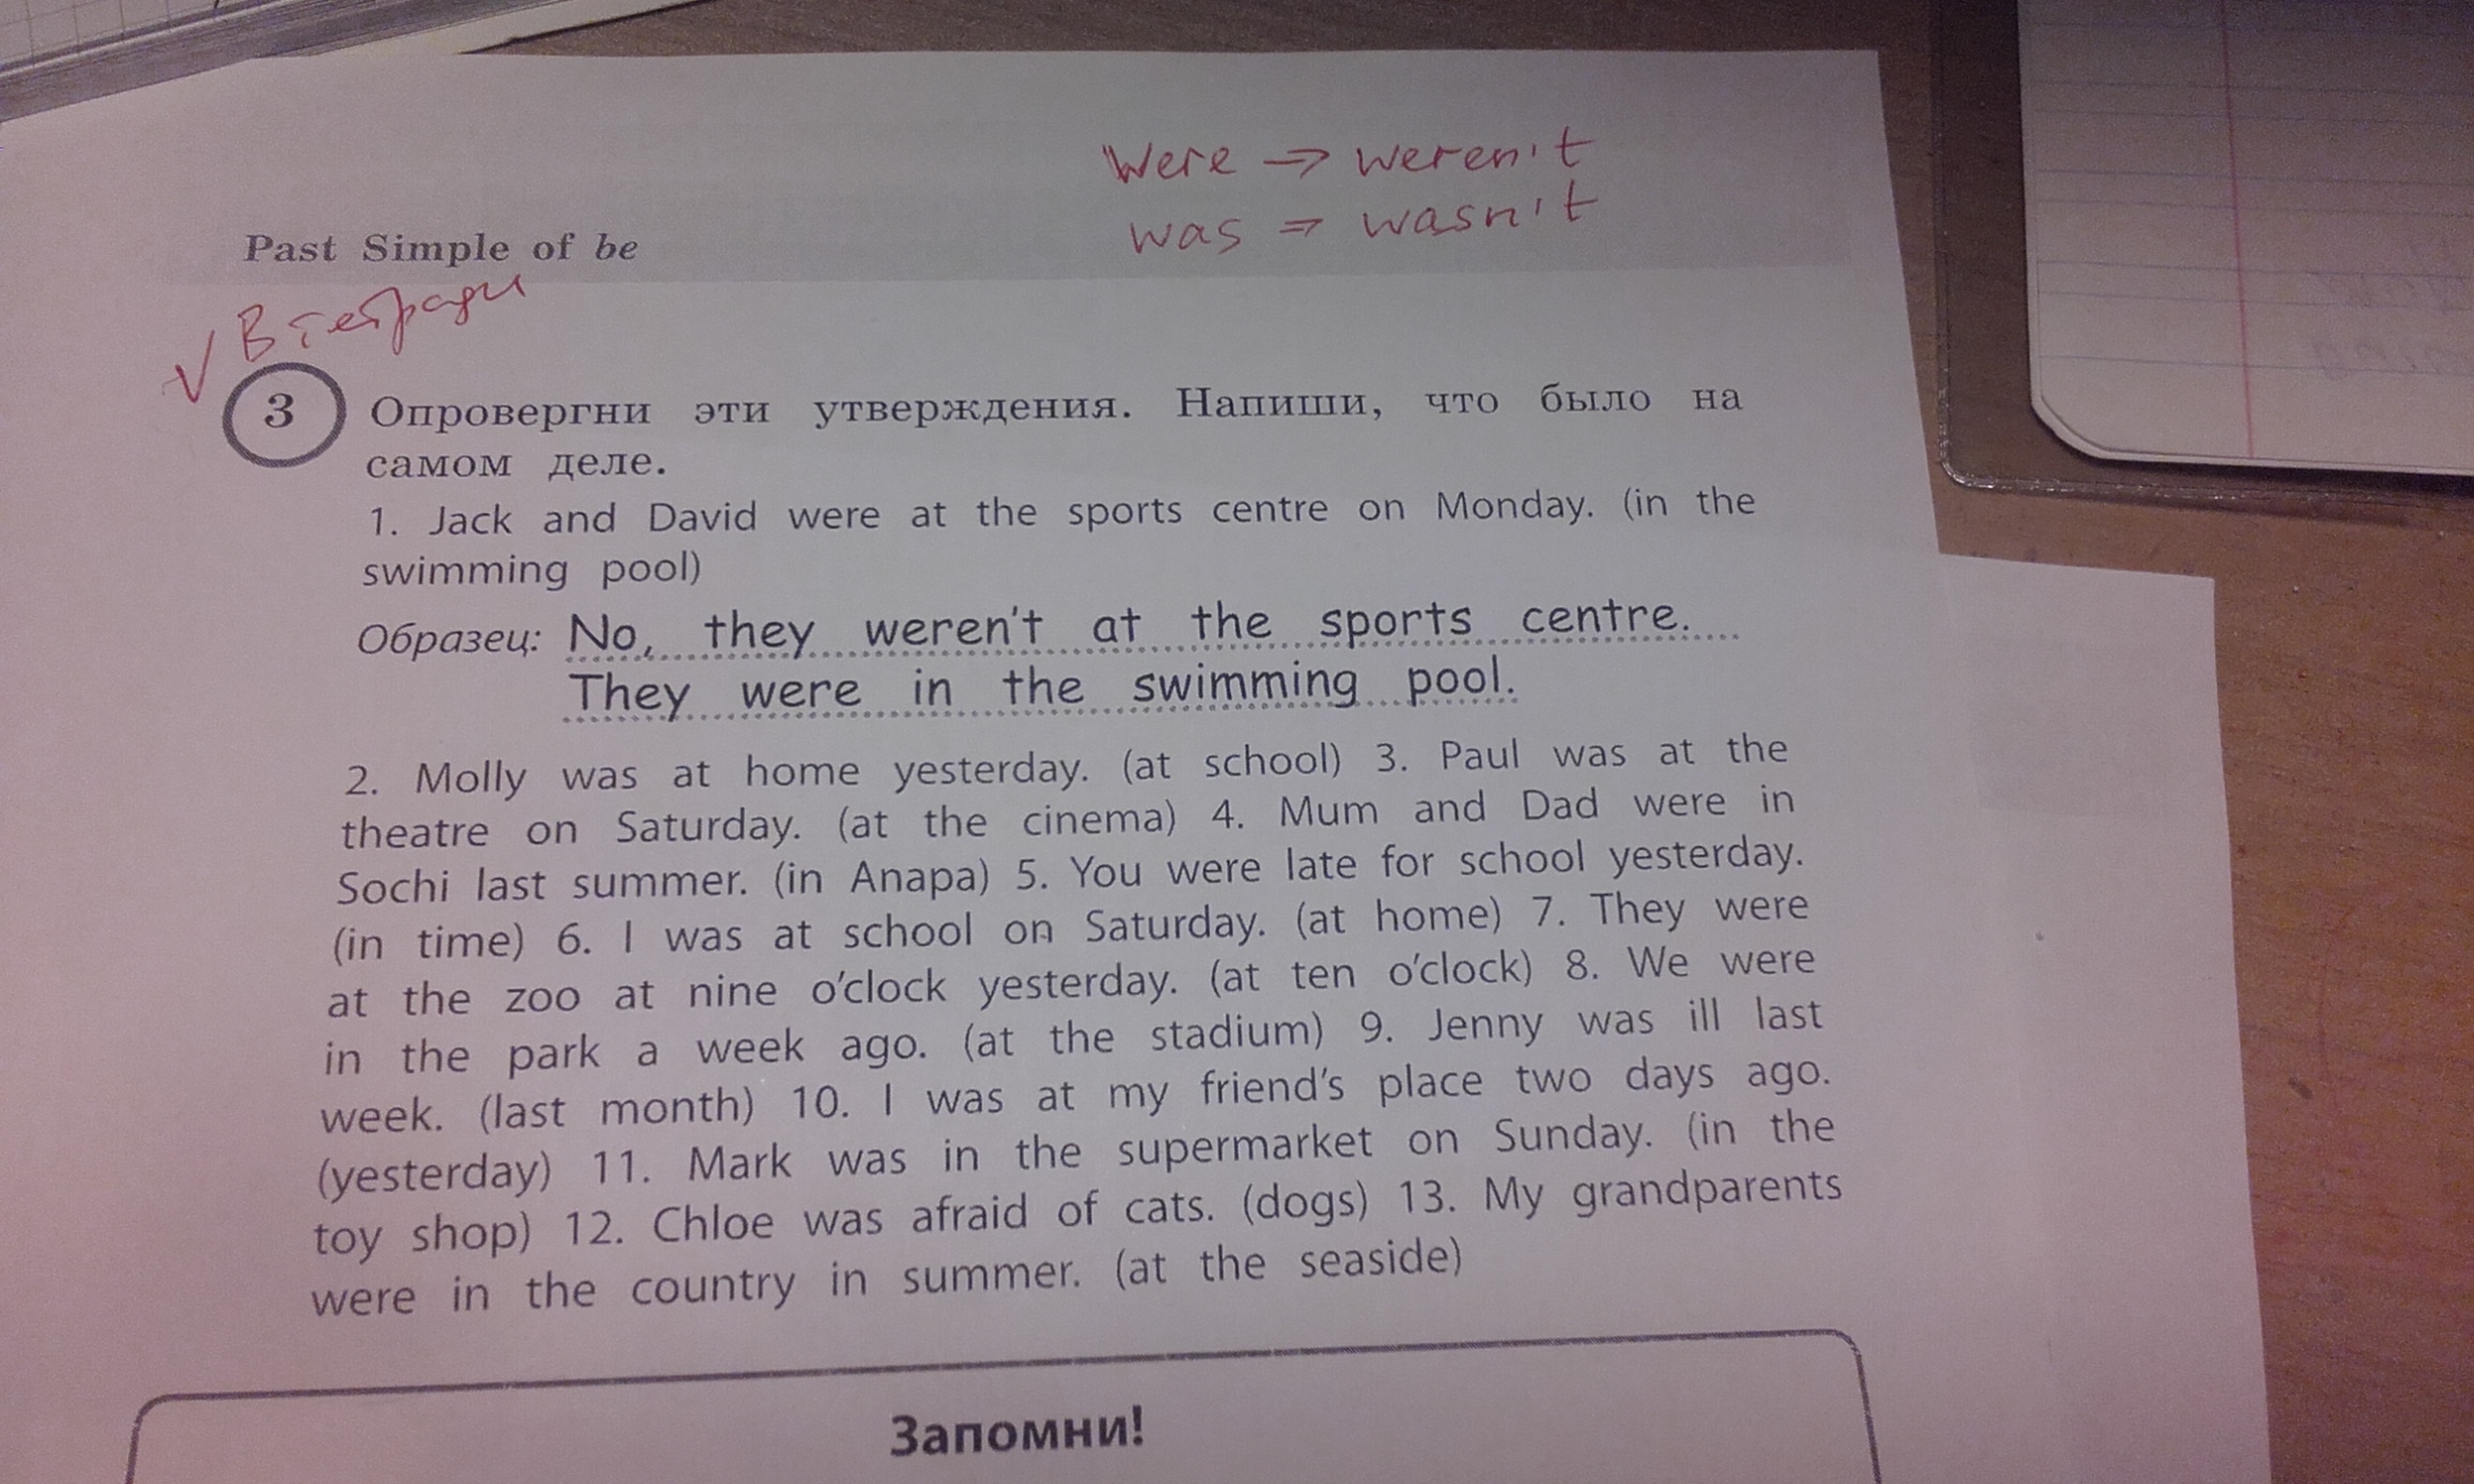 Were → weren't
was ⇒ wasn't
Past Simple of be
√ В тетради
3 Опровергни эти утверждения. Напиши, что было на
самом деле.
1. Jack and David were at the sports centre on Monday. (in the
swimming pool)
Образец: No, they weren't at the sports centre.
They were in the swimming pool.
2. Molly was at home yesterday. (at school) 3. Paul was at the
theatre on Saturday. (at the cinema) 4. Mum and Dad were in
Sochi last summer. (in Anapa) 5. You were late for school yesterday.
(in time) 6. I was at school on Saturday. (at home) 7. They were
at the zoo at nine o'clock yesterday. (at ten o'clock) 8. We were
in the park a week ago. (at the stadium) 9. Jenny was ill last
week. (last month) 10. I was at my friend's place two days ago.
(yesterday) 11. Mark was in the supermarket on Sunday. (in the
toy shop) 12. Chloe was afraid of cats. (dogs) 13. My grandparents
were in the country in summer. (at the seaside)
Запомни!